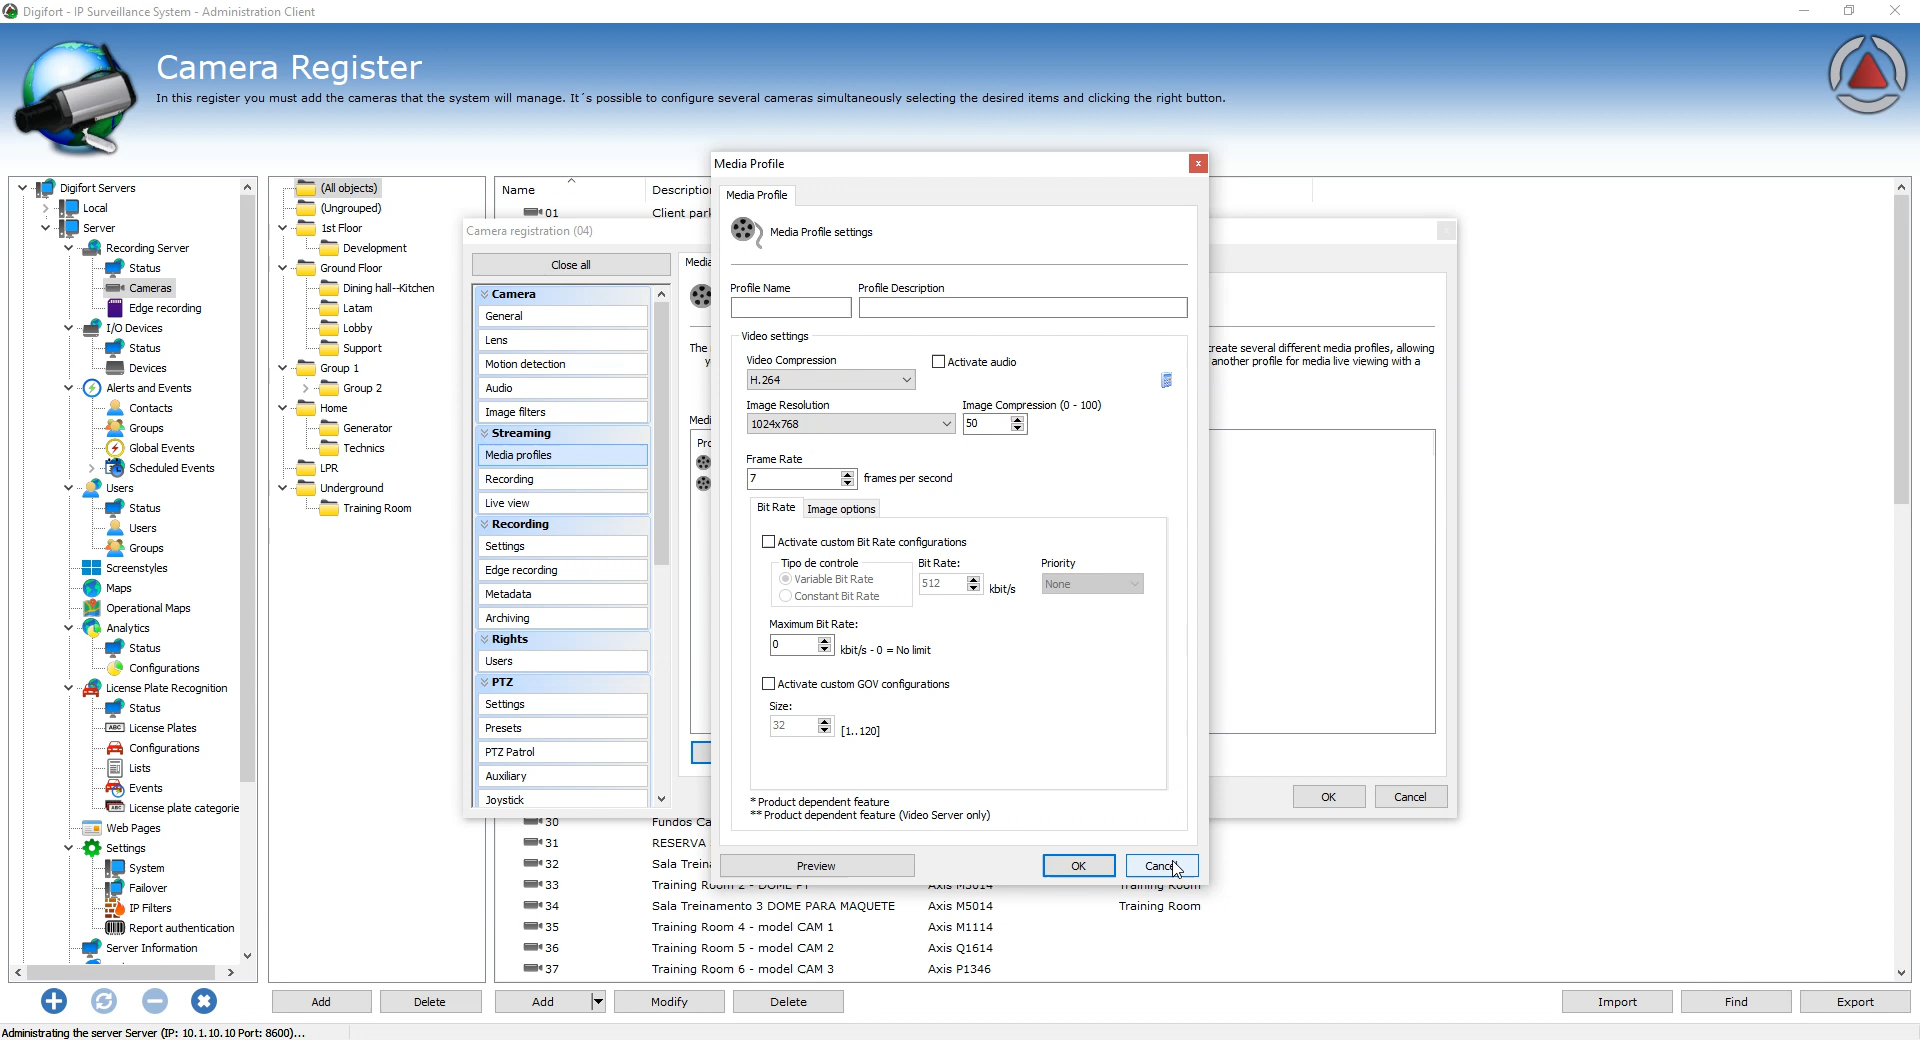 Digifort - IP Surveillance System - Administration Client
Camera Register
In this register you must add the cameras that the system will manage. It´s possible to configure several cameras simultaneously selecting the desired items and clicking the right button.
Digifort Servers
Local
Server
Recording Server
Status
Cameras
Edge recording
I/O Devices
Status
Devices
Alerts and Events
Contacts
Groups
Global Events
Scheduled Events
Users
Status
Users
Groups
Screenstyles
Maps
Operational Maps
Analytics
Status
Configurations
License Plate Recognition
Status
License Plates
Configurations
Lists
Events
License plate categorie
Web Pages
Settings
System
Failover
IP Filters
Report authentication
Server Information
(All objects)
(Ungrouped)
1st Floor
Development
Ground Floor
Dining hall--Kitchen
Latam
Lobby
Support
Group 1
Group 2
Home
Generator
Technics
LPR
Underground
Training Room
Name
Descriptio
01
Client park
Camera registration (04)
Close all
Camera
General
Lens
Motion detection
Audio
Image filters
Streaming
Media profiles
Recording
Live view
Recording
Settings
Edge recording
Metadata
Archiving
Rights
Users
PTZ
Settings
Presets
PTZ Patrol
Auxiliary
Joystick
Media
The
y
create several different media profiles, allowing
another profile for media live viewing with a
Medi
Pro
OK
Cancel
Media Profile
x
Media Profile
Media Profile settings
Profile Name
Profile Description
Video settings
Video Compression
Activate audio
H.264
Image Resolution
Image Compression (0 - 100)
1024x768
50
Frame Rate
7
frames per second
Bit Rate
Image options
Activate custom Bit Rate configurations
Tipo de controle
Bit Rate:
Priority
Variable Bit Rate
512
kbit/s
None
Constant Bit Rate
Maximum Bit Rate:
0
kbit/s - 0 = No limit
Activate custom GOV configurations
Size:
32
[1..120]
* Product dependent feature
** Product dependent feature (Video Server only)
Preview
OK
Cancel
30
Fundos Ca
31
RESERVA
32
Sala Trein
33
Training Room 2 - DOME PT
Axis M5014
Training Room
34
Sala Treinamento 3 DOME PARA MAQUETE
Axis M5014
Training Room
35
Training Room 4 - model CAM 1
Axis M1114
36
Training Room 5 - model CAM 2
Axis Q1614
37
Training Room 6 - model CAM 3
Axis P1346
Add
Delete
Add
Modify
Delete
Import
Find
Export
Administrating the server Server (IP: 10.1.10.10 Port: 8600)...